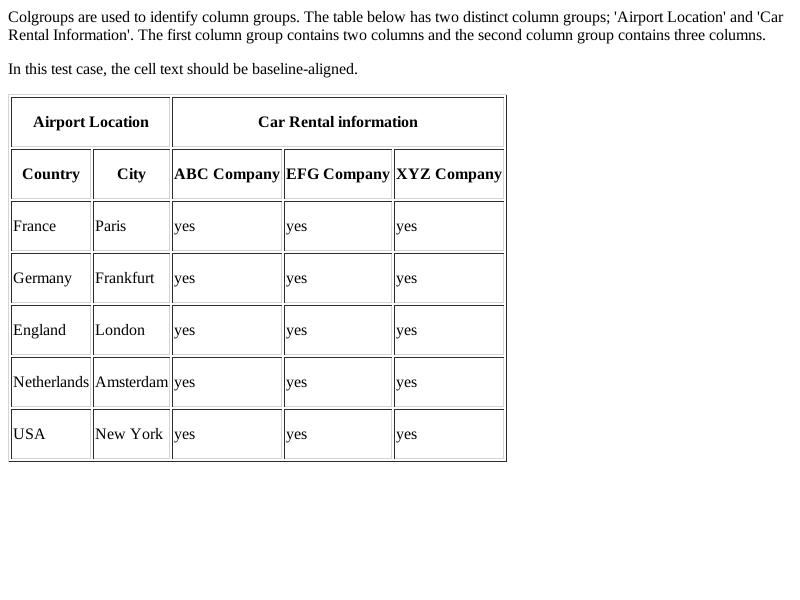 Colgroups are used to identify column groups. The table below has two distinct column groups; 'Airport Location' and 'Car
Rental Information'. The first column group contains two columns and the second column group contains three columns.
In this test case, the cell text should be baseline-aligned.
Airport Location Car Rental information
Country City ABC Company EFG Company XYZ Company
France Paris yes yes yes
Germany Frankfurt yes yes yes
England London yes yes yes
Netherlands Amsterdam yes yes yes
USA New York yes yes yes